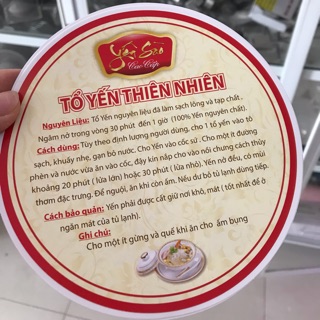 Yến Sào
Cao Cấp
TỔ YẾN THIÊN NHIÊN
Nguyên Liệu: Tổ Yến nguyên liệu đã làm sạch lông và tạp chất .
Ngâm nở trong vòng 30 phút đến 1 giờ (100% Yến nguyên chất).
Cách dùng: Tùy theo định lượng người dùng, cho 1 tổ yến vào tô
sạch, khuấy nhẹ, gạn bỏ nước. Cho Yến vào cốc sứ . Cho một ít đường
phèn và nước vừa ăn vào cốc, đậy kín nắp cho vào nồi chưng cách thủy
khoảng 20 phút ( lửa lớn) hoặc 30 phút (lửa nhỏ). Yến nở đều, có mùi
thơm đặc trưng. Để nguội, ăn khi còn ấm. Nếu dư bỏ tủ lạnh dùng tiếp.
Cách bảo quản: Yến phải được cất giữ nơi khô, mát ( tốt nhất để ở
ngăn mát của tủ lạnh).
Ghi chú:
Cho một ít gừng và quế khi ăn cho ấm bụng